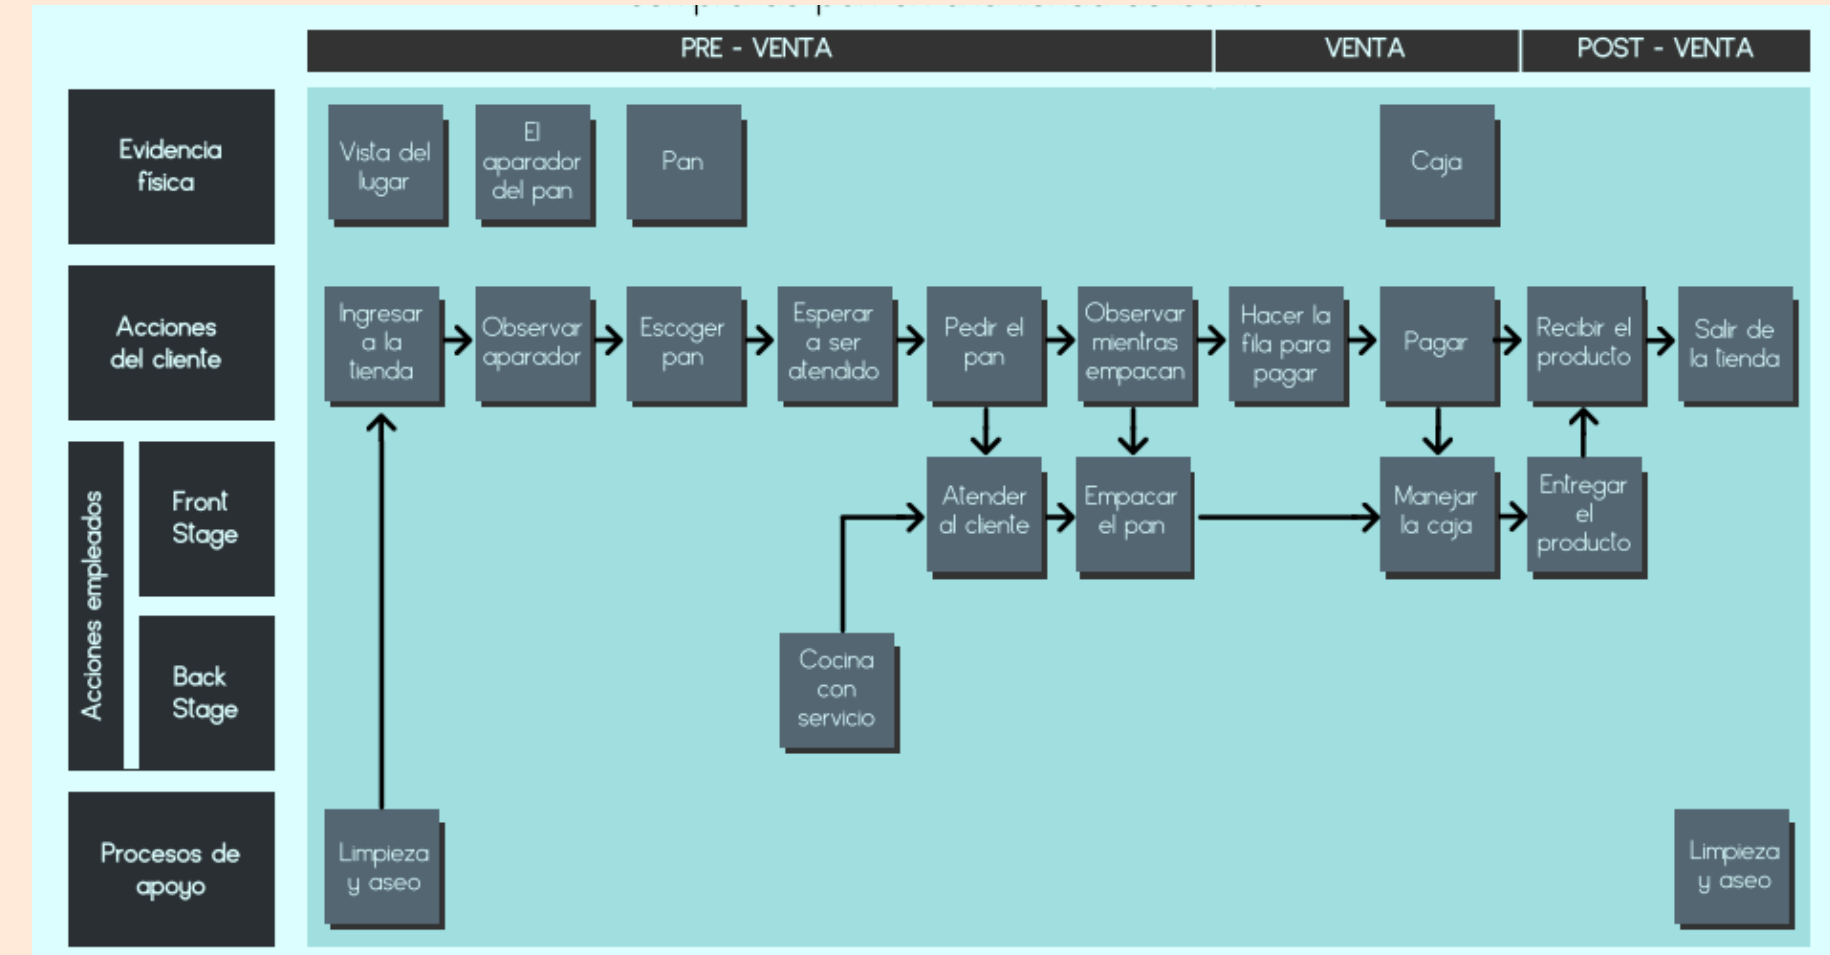 PRE - VENTA
VENTA
POST - VENTA
Evidencia
física
Vista del
lugar
El
aparador
del pan
Pan
Caja
Acciones
del cliente
Ingresar
a la
tienda
Observar
aparador
Escoger
pan
Esperar
a ser
atendido
Pedir el
pan
Observar
mientras
empacan
Hacer la
fila para
pagar
Pagar
Recibir el
producto
Salir de
la tienda
Acciones empleados
Front
Stage
Atender
al cliente
Empacar
el pan
Manejar
la caja
Entregar
el
producto
Back
Stage
Cocina
con
servicio
Procesos de
apoyo
Limpieza
y aseo
Limpieza
y aseo